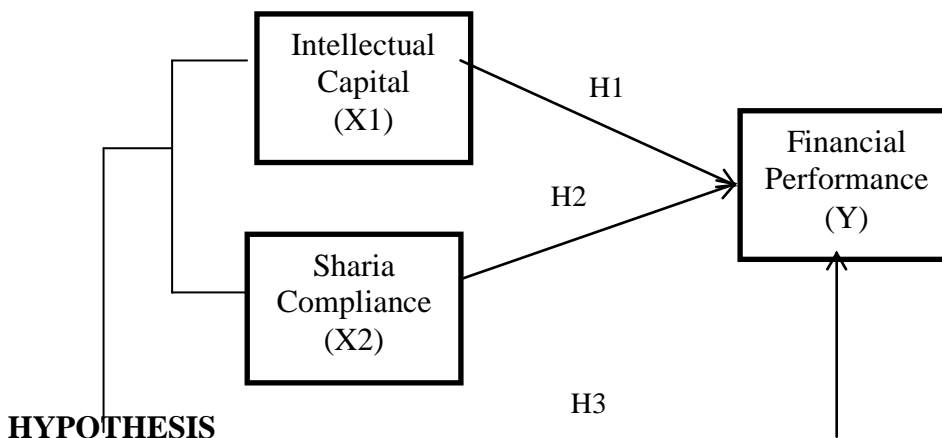 Intellectual
Capital
(X1)
H1
Financial
Performance
(Y)
H2
Sharia
Compliance
(X2)
H3
HYPOTHESIS